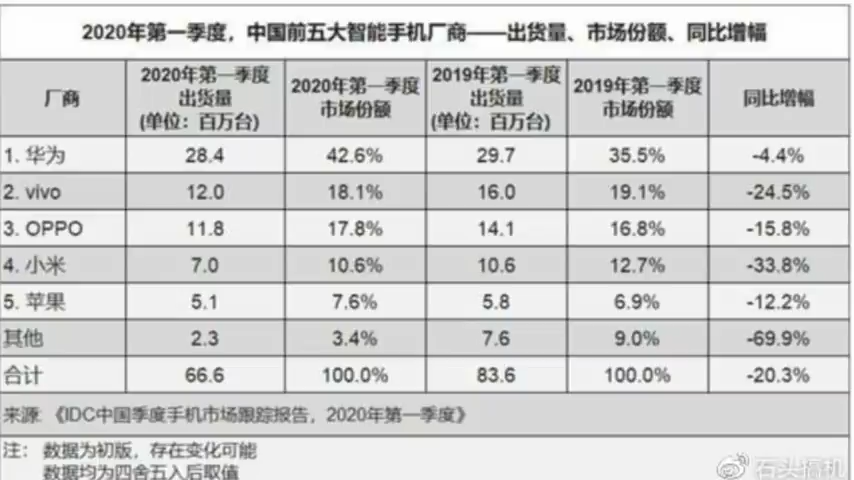 2020年第一季度，中国前五大智能手机厂商——出货量、市场份额、同比增幅
厂商 2020年第一季度出货量(单位：百万台) 2020年第一季度市场份额 2019年第一季度出货量(单位：百万台) 2019年第一季度市场份额 同比增幅
1. 华为 28.4 42.6% 29.7 35.5% -4.4%
2. vivo 12.0 18.1% 16.0 19.1% -24.5%
3. OPPO 11.8 17.8% 14.1 16.8% -15.8%
4. 小米 7.0 10.6% 10.6 12.7% -33.8%
5. 苹果 5.1 7.6% 5.8 6.9% -12.2%
其他 2.3 3.4% 7.6 9.0% -69.9%
合计 66.6 100.0% 83.6 100.0% -20.3%
来源:《IDC中国季度手机市场跟踪报告，2020年第一季度》
注： 数据为初版，存在变化可能
数据均为四舍五入后取值
石头搞机